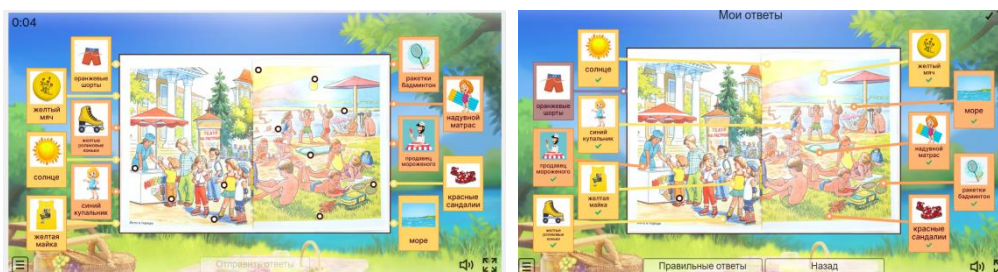 0:04
оранжевые
шорты
желтый
мяч
желтые
роликовые
коньки
солнце
синий
купальник
желтая
майка
ракетки
бадминтон
надувной
матрас
продавец
мороженого
красные
сандалии
море
ТЕАТР
Отправить ответы
Мои ответы
солнце
оранжевые
шорты
синий
купальник
продавец
мороженого
желтая
майка
желтые
роликовые
коньки
желтый
мяч
море
надувной
матрас
ракетки
бадминтон
красные
сандалии
ТЕАТР
Правильные ответы
Назад